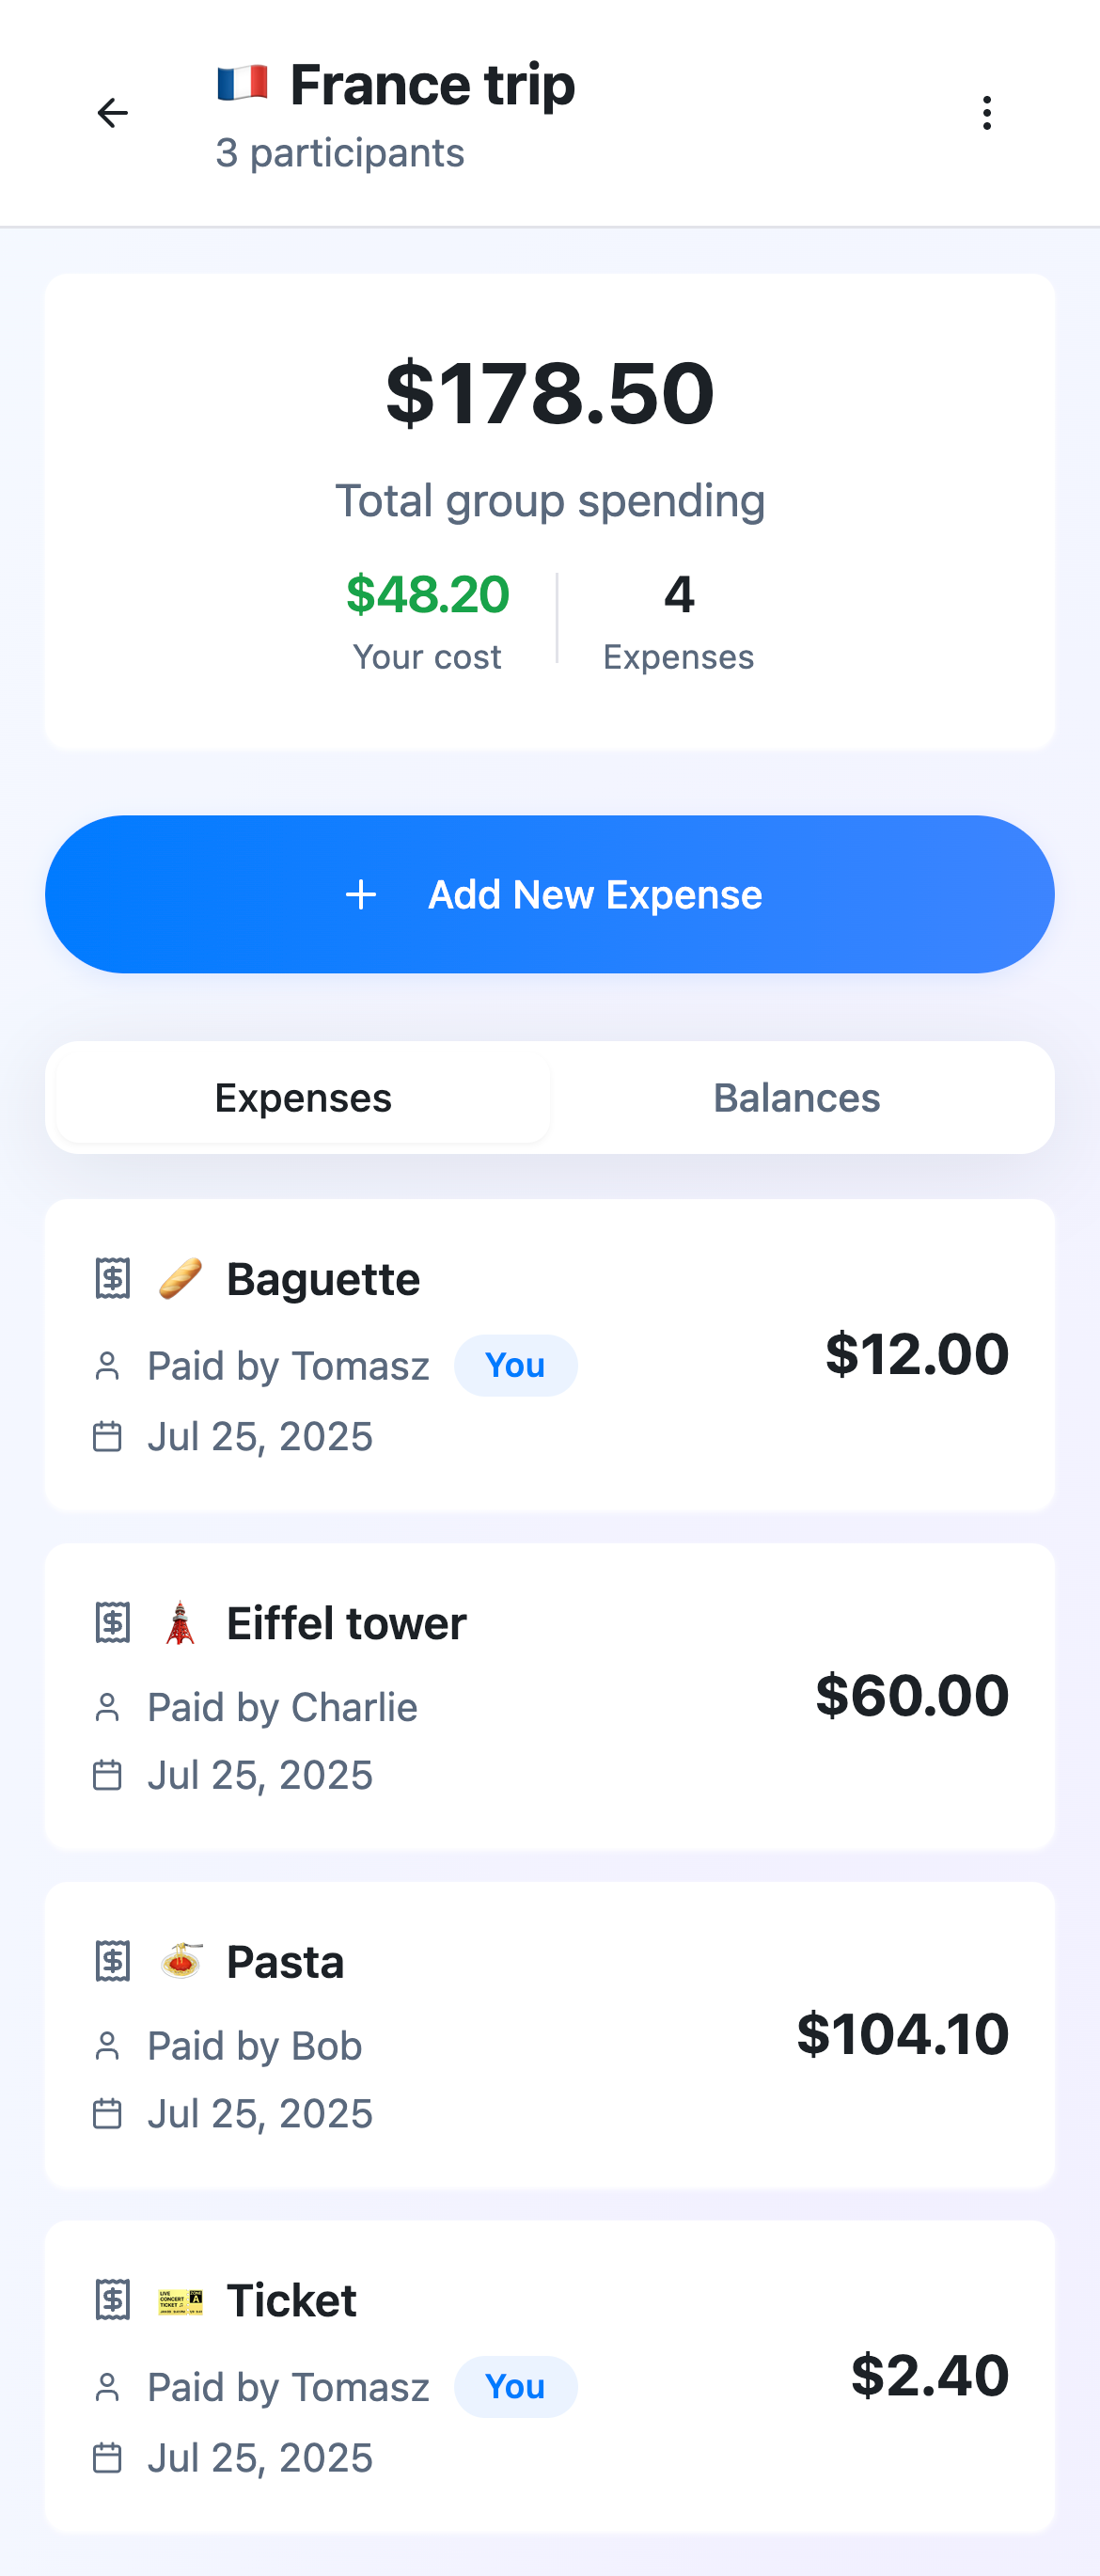 🇫🇷 France trip
3 participants
$178.50
Total group spending
$48.20
Your cost
4
Expenses
Add New Expense
Expenses
Balances
Baguette
Paid by Tomasz You
$12.00
Jul 25, 2025
Eiffel tower
Paid by Charlie
$60.00
Jul 25, 2025
Pasta
Paid by Bob
$104.10
Jul 25, 2025
Ticket
Paid by Tomasz You
$2.40
Jul 25, 2025